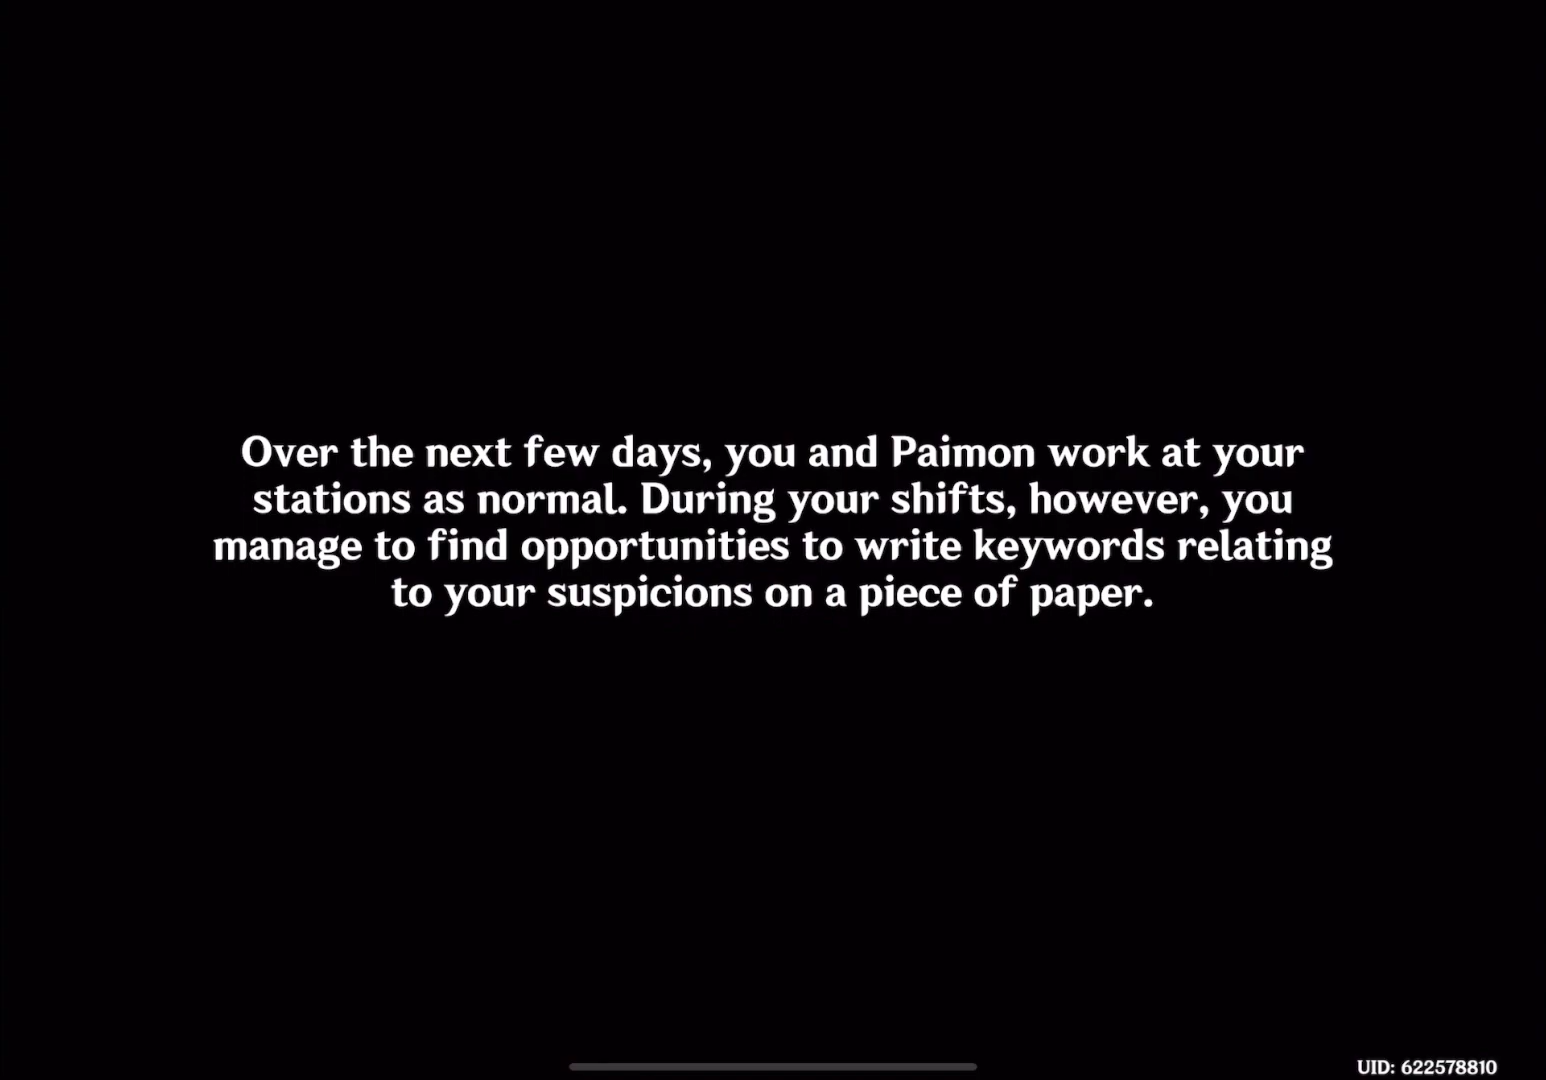 Over the next few days, you and Paimon work at your
stations as normal. During your shifts, however, you
manage to find opportunities to write keywords relating
to your suspicions on a piece of paper.
UID: 622578810